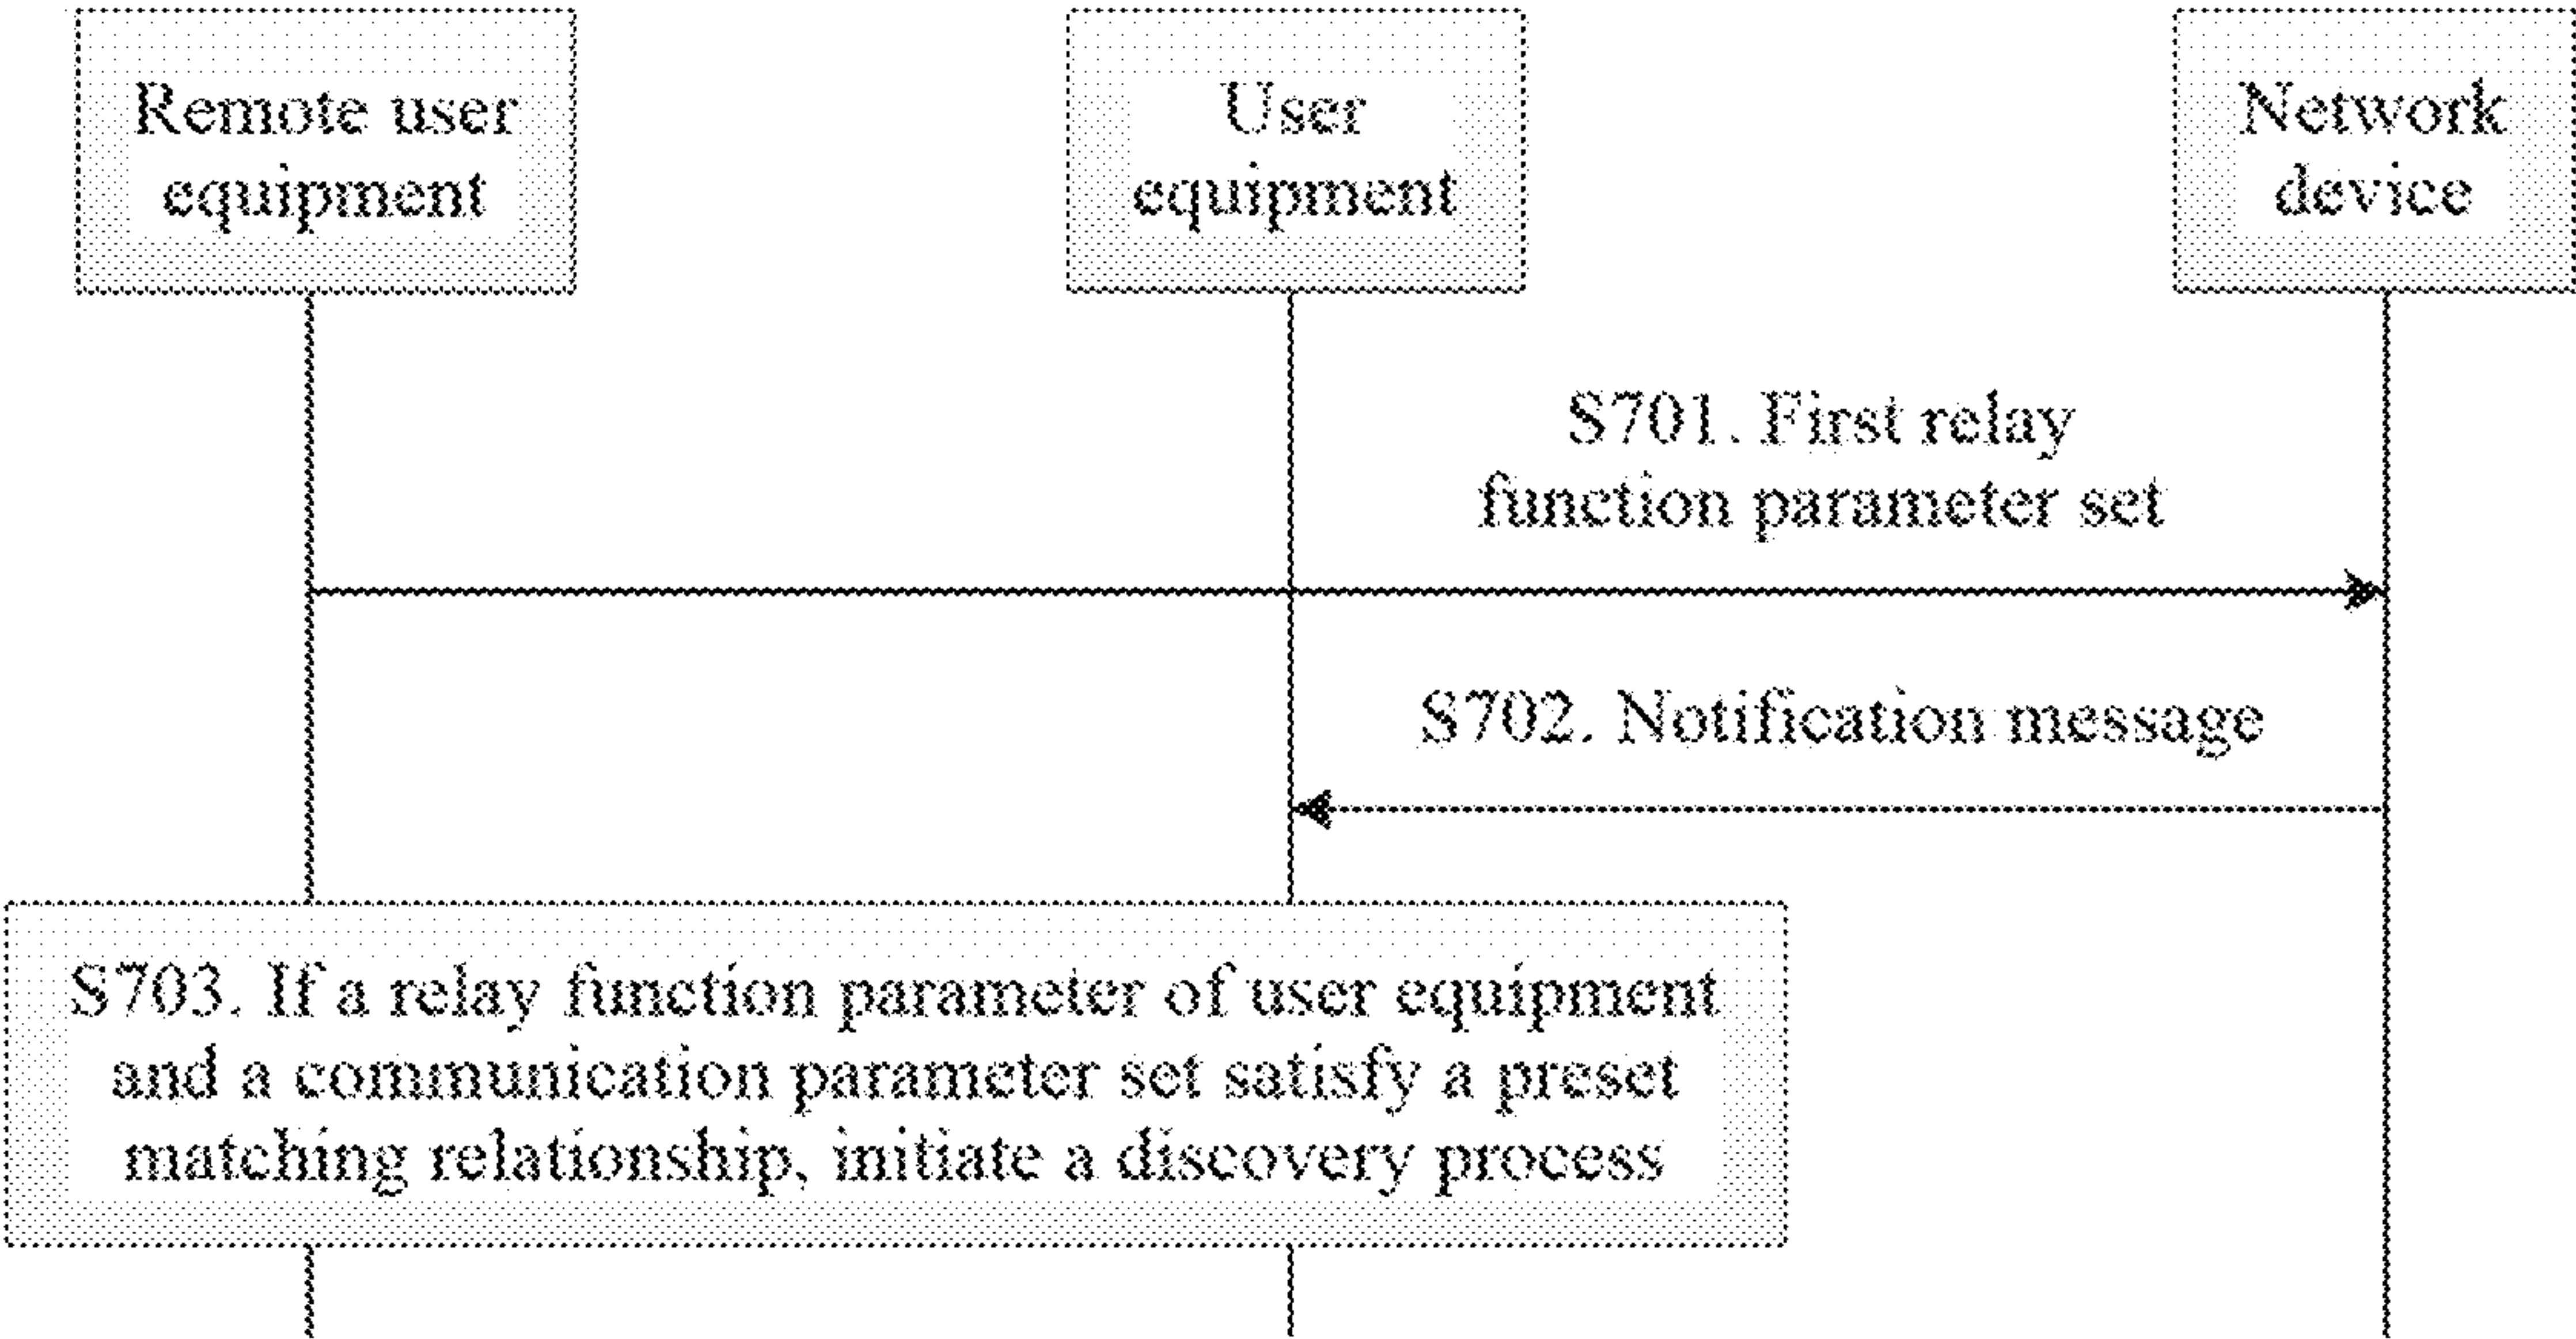 Remote user
equipment
User
equipment
Network
device
S701. First relay
function parameter set
S702. Notification message
S703. If a relay function parameter of user equipment
and a communication parameter set satisfy a preset
matching relationship, initiate a discovery process